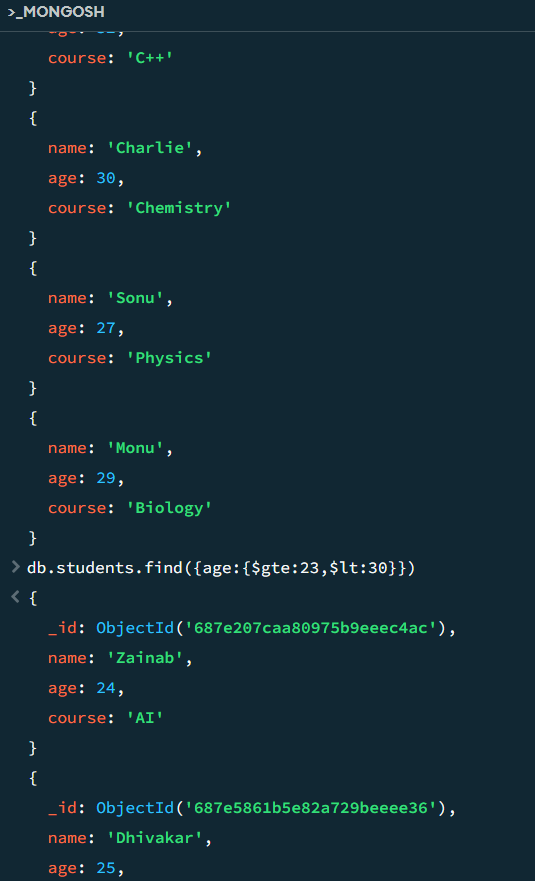 >_MONGOSH
course: 'C++'
}
{
name: 'Charlie',
age: 30,
course: 'Chemistry'
}
{
name: 'Sonu',
age: 27,
course: 'Physics'
}
{
name: 'Monu',
age: 29,
course: 'Biology'
}
> db.students.find({age:{$gte:23,$lt:30}})
< {
_id: ObjectId('687e207caa80975b9eeec4ac'),
name: 'Zainab',
age: 24,
course: 'AI'
}
{
_id: ObjectId('687e5861b5e82a729beeee36'),
name: 'Dhivakar',
age: 25,